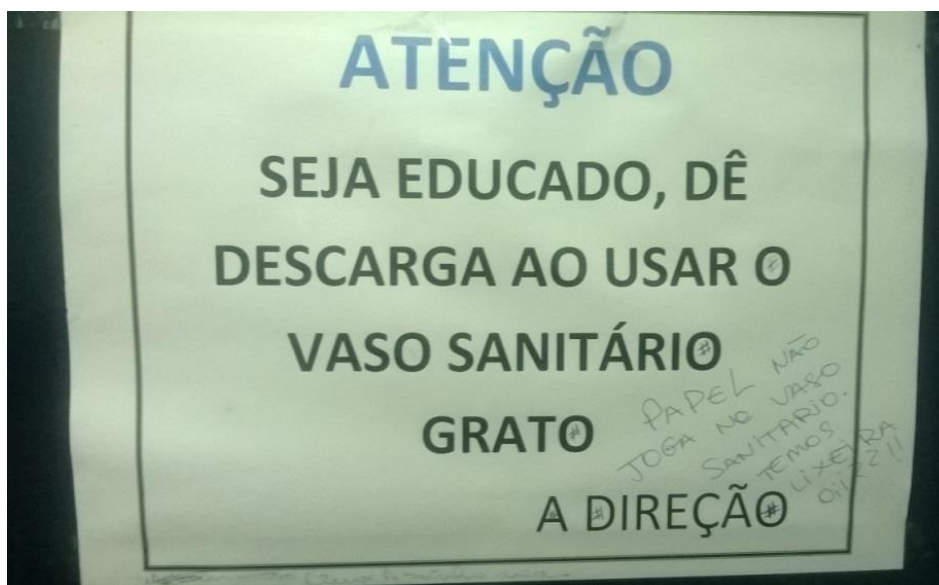 ATENÇÃO
SEJA EDUCADO, DÊ
DESCARGA AO USAR O
VASO SANITÁRIO
GRATO
A DIREÇÃO
PAPEL NÃO
JOGA NO VASO
SANITARIO.
TEMOS
LIXEIRA